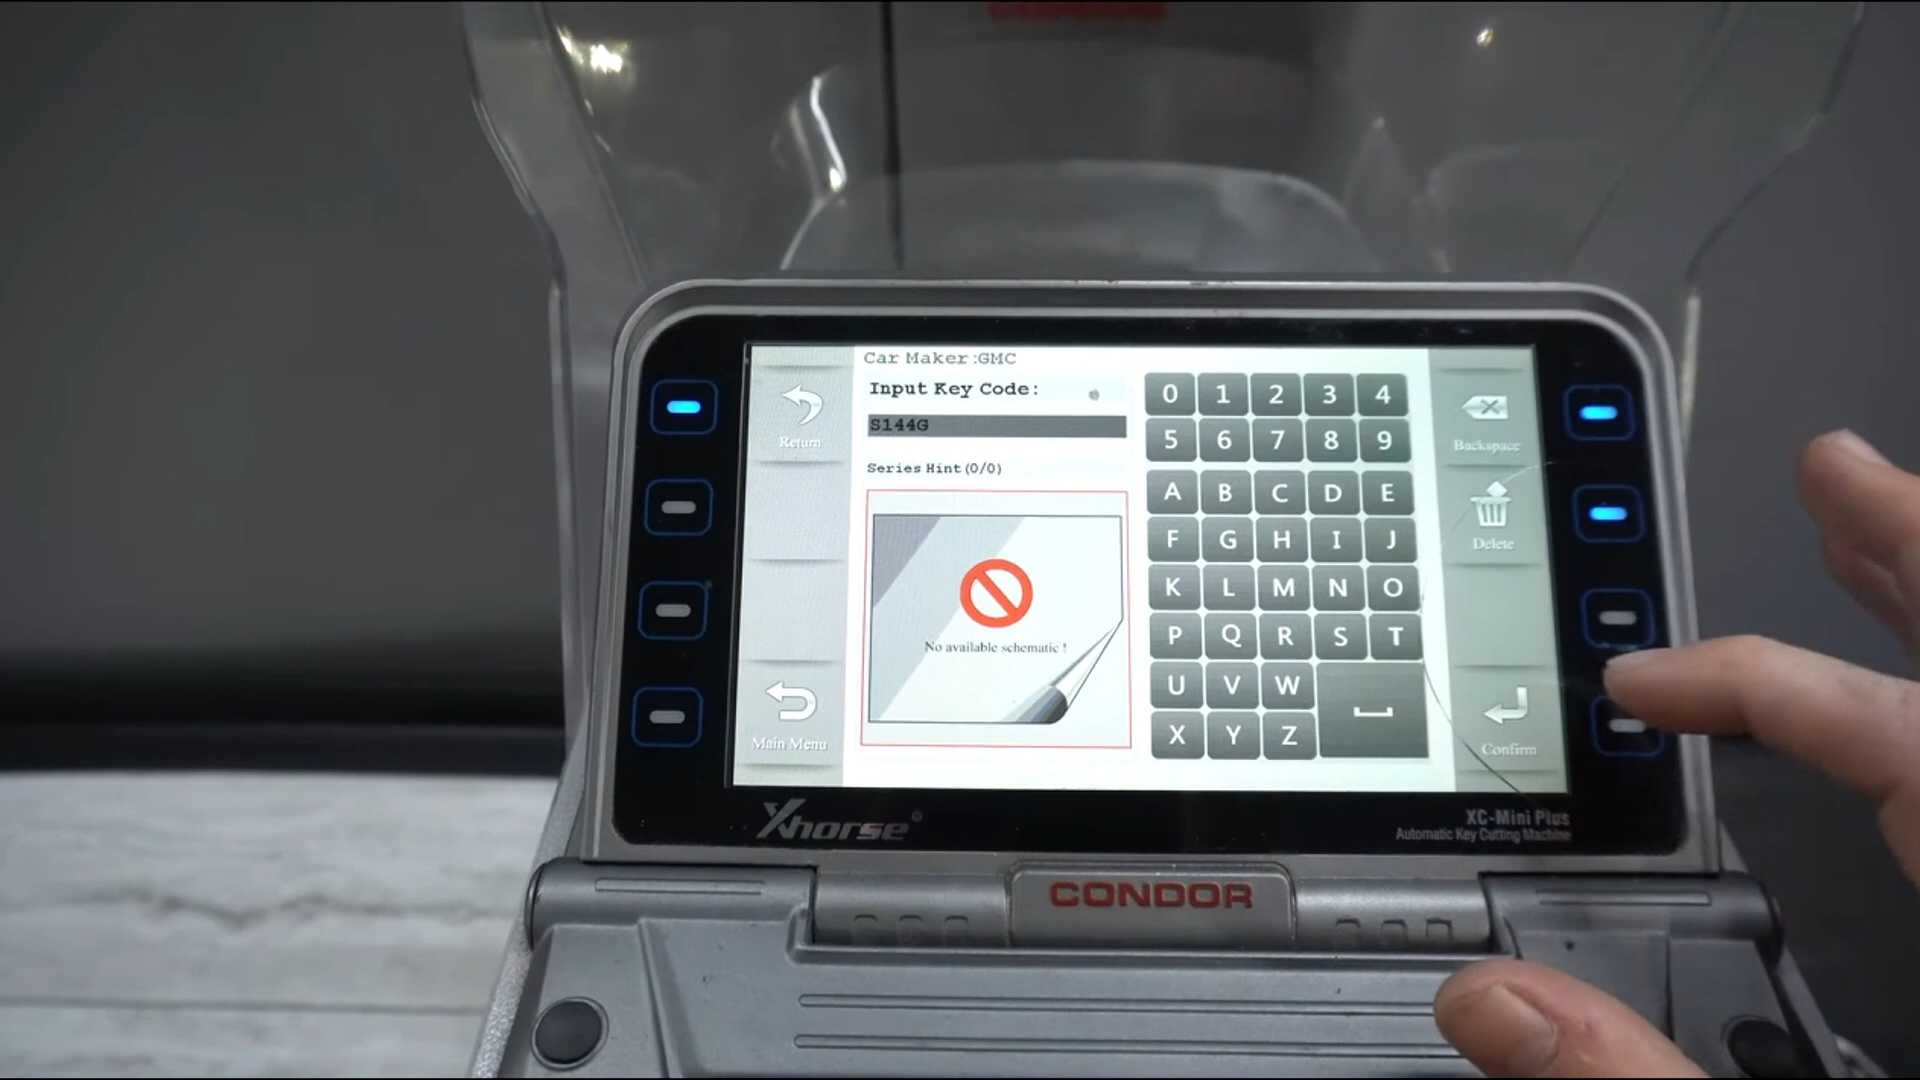 Car Maker :GMC
Input Key Code:
S144G
Series Hint(0/0)
No available schematic !
Return
Main Menu
0 1 2 3 4
5 6 7 8 9
A B C D E
F G H I J
K L M N O
P Q R S T
U V W
X Y Z
Backspace
Delete
Confirm
Xhorse®
XC-Mini Plus
Automatic Key Cutting Machine
CONDOR